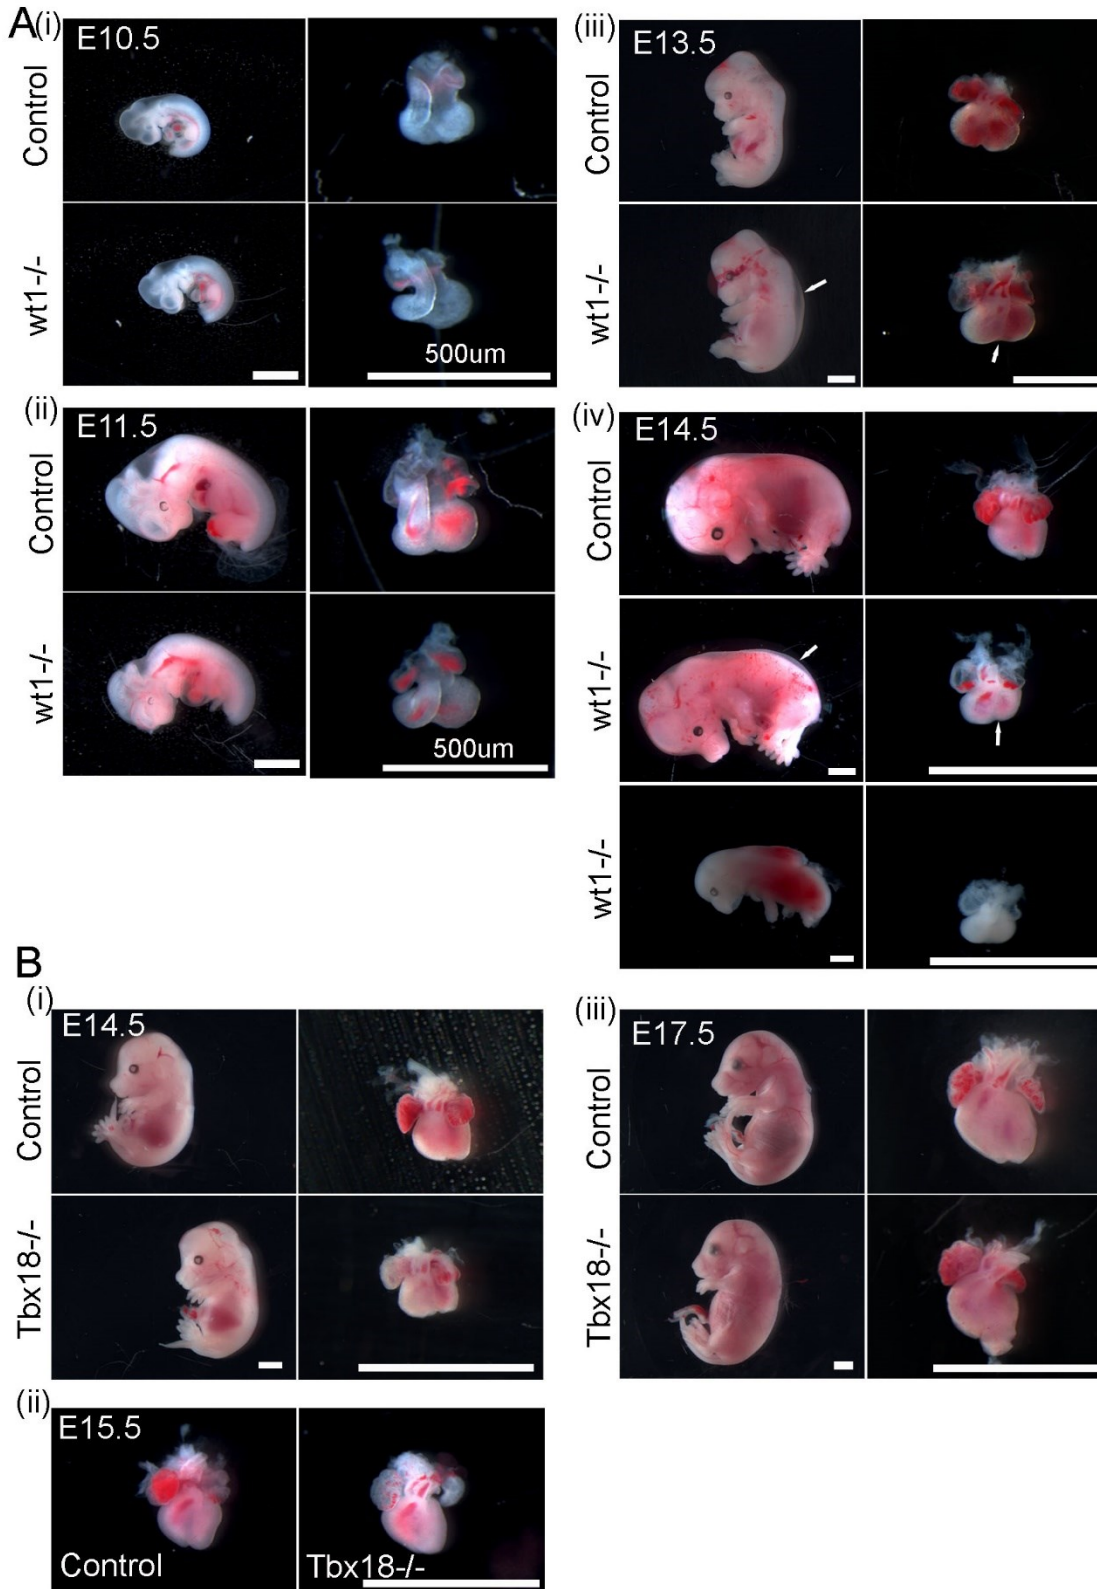 A
(i)
E10.5
Control
wt1-/-
500um
(ii)
E11.5
Control
wt1-/-
500um
(iii)
E13.5
Control
wt1-/-
(iv)
E14.5
Control
wt1-/-
wt1-/-
B
(i)
E14.5
Control
Tbx18-/-
(ii)
E15.5
Control
Tbx18-/-
(iii)
E17.5
Control
Tbx18-/-